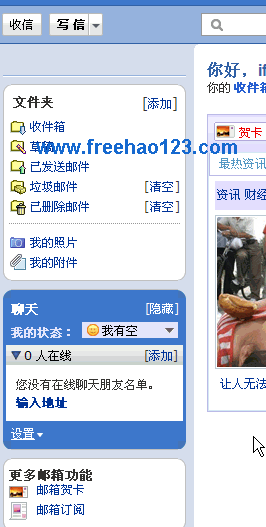 收信 写信
你好，if
文件夹 [添加]
你的 收件箱
收件箱
贺卡
草稿
www.freehao123.com
最热资讯
已发送邮件
垃圾邮件 [清空]
资讯 财经
已删除邮件 [清空]
我的照片
我的附件
聊天 [隐藏]
我的状态： 我有空
0 人在线 [添加]
您没有在线聊天朋友名单。
让人无法
输入地址
设置
更多邮箱功能
邮箱贺卡
邮箱订阅